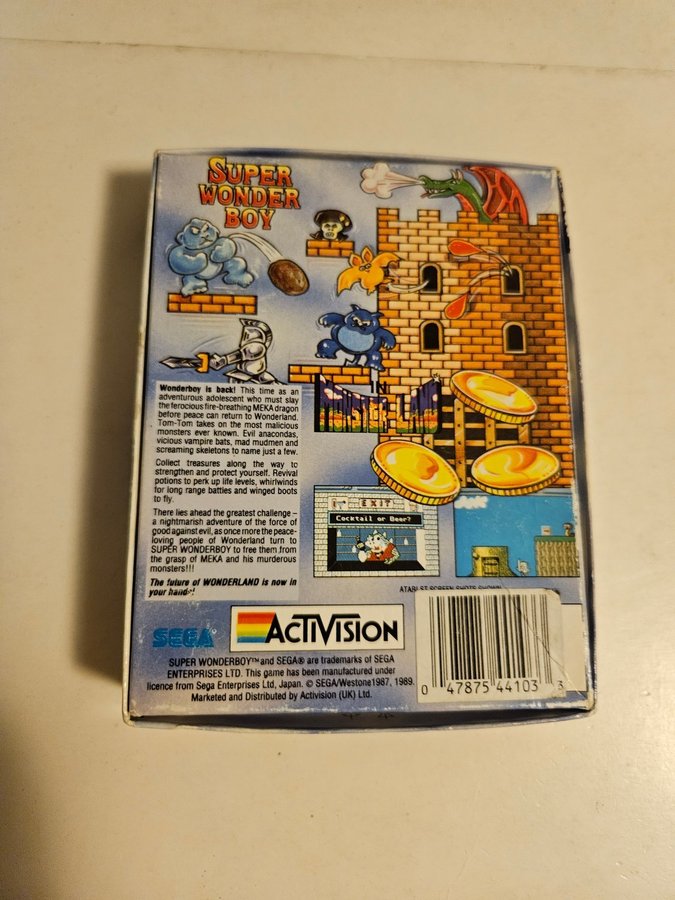 SUPER
WONDER
BOY
Wonderboy is back! This time as an
adventurous adolescent who must slay
the ferocious fire-breathing MEKA dragon
before peace can return to Wonderland.
Tom-Tom takes on the most malicious
monsters ever known. Evil anacondas,
vicious vampire bats, mad mudmen and
screaming skeletons to name just a few.
Collect treasures along the way to
strengthen and protect yourself. Revival
potions to perk up life levels, whirlwinds
for long range battles and winged boots
to fly.
There lies ahead the greatest challenge –
a nightmarish adventure of the force of
good against evil, as once more the peace-
loving people of Wonderland turn to
SUPER WONDERBOY to free them from
the grasp of MEKA and his murderous
monsters!!!
The future of WONDERLAND is now in
your hands!
IN
MONSTER-LAND
EXIT
Cocktail or Beer?
ATARI ST SCREEN SHOTS SHOWN
SEGA
ACTIVISION
SUPER WONDERBOY™ and SEGA® are trademarks of SEGA
ENTERPRISES LTD. This game has been manufactured under
licence from Sega Enterprises Ltd, Japan. © SEGA/Westone 1987, 1989.
Marketed and Distributed by Activision (UK) Ltd.
0 47875 44103 3